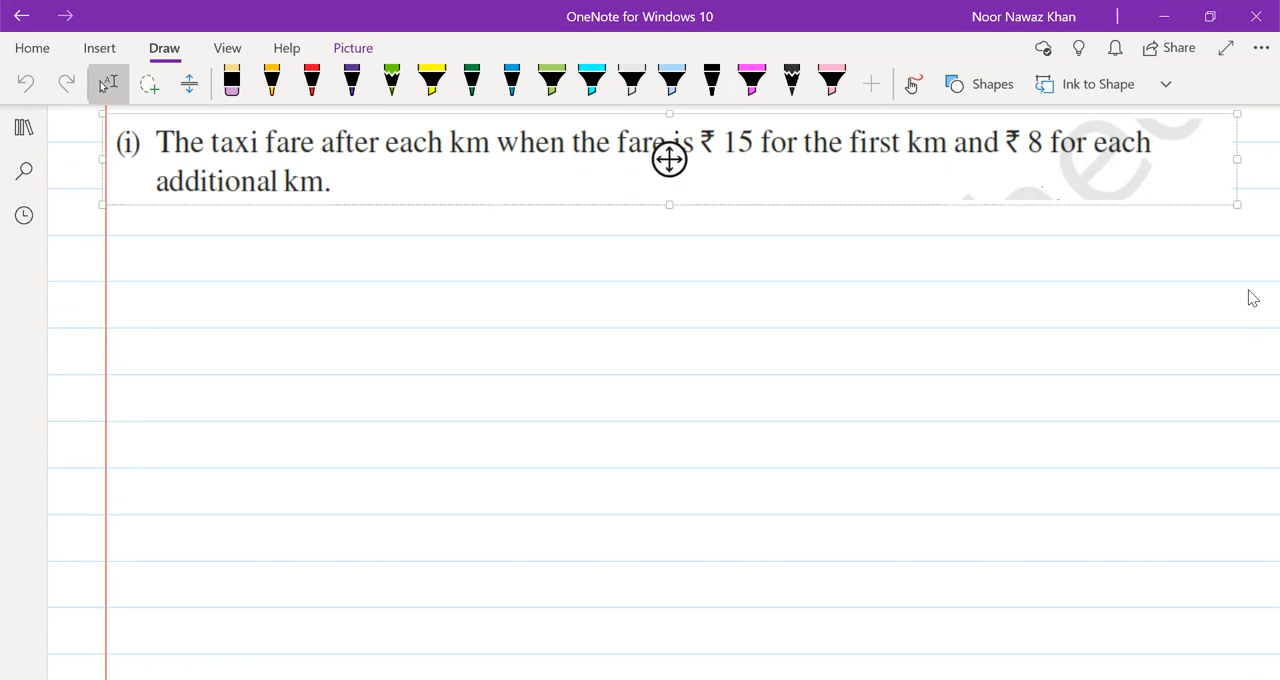 OneNote for Windows 10
Noor Nawaz Khan
Home Insert Draw View Help Picture
Share
Shapes
Ink to Shape
(i) The taxi fare after each km when the fare is ₹ 15 for the first km and ₹ 8 for each
additional km.